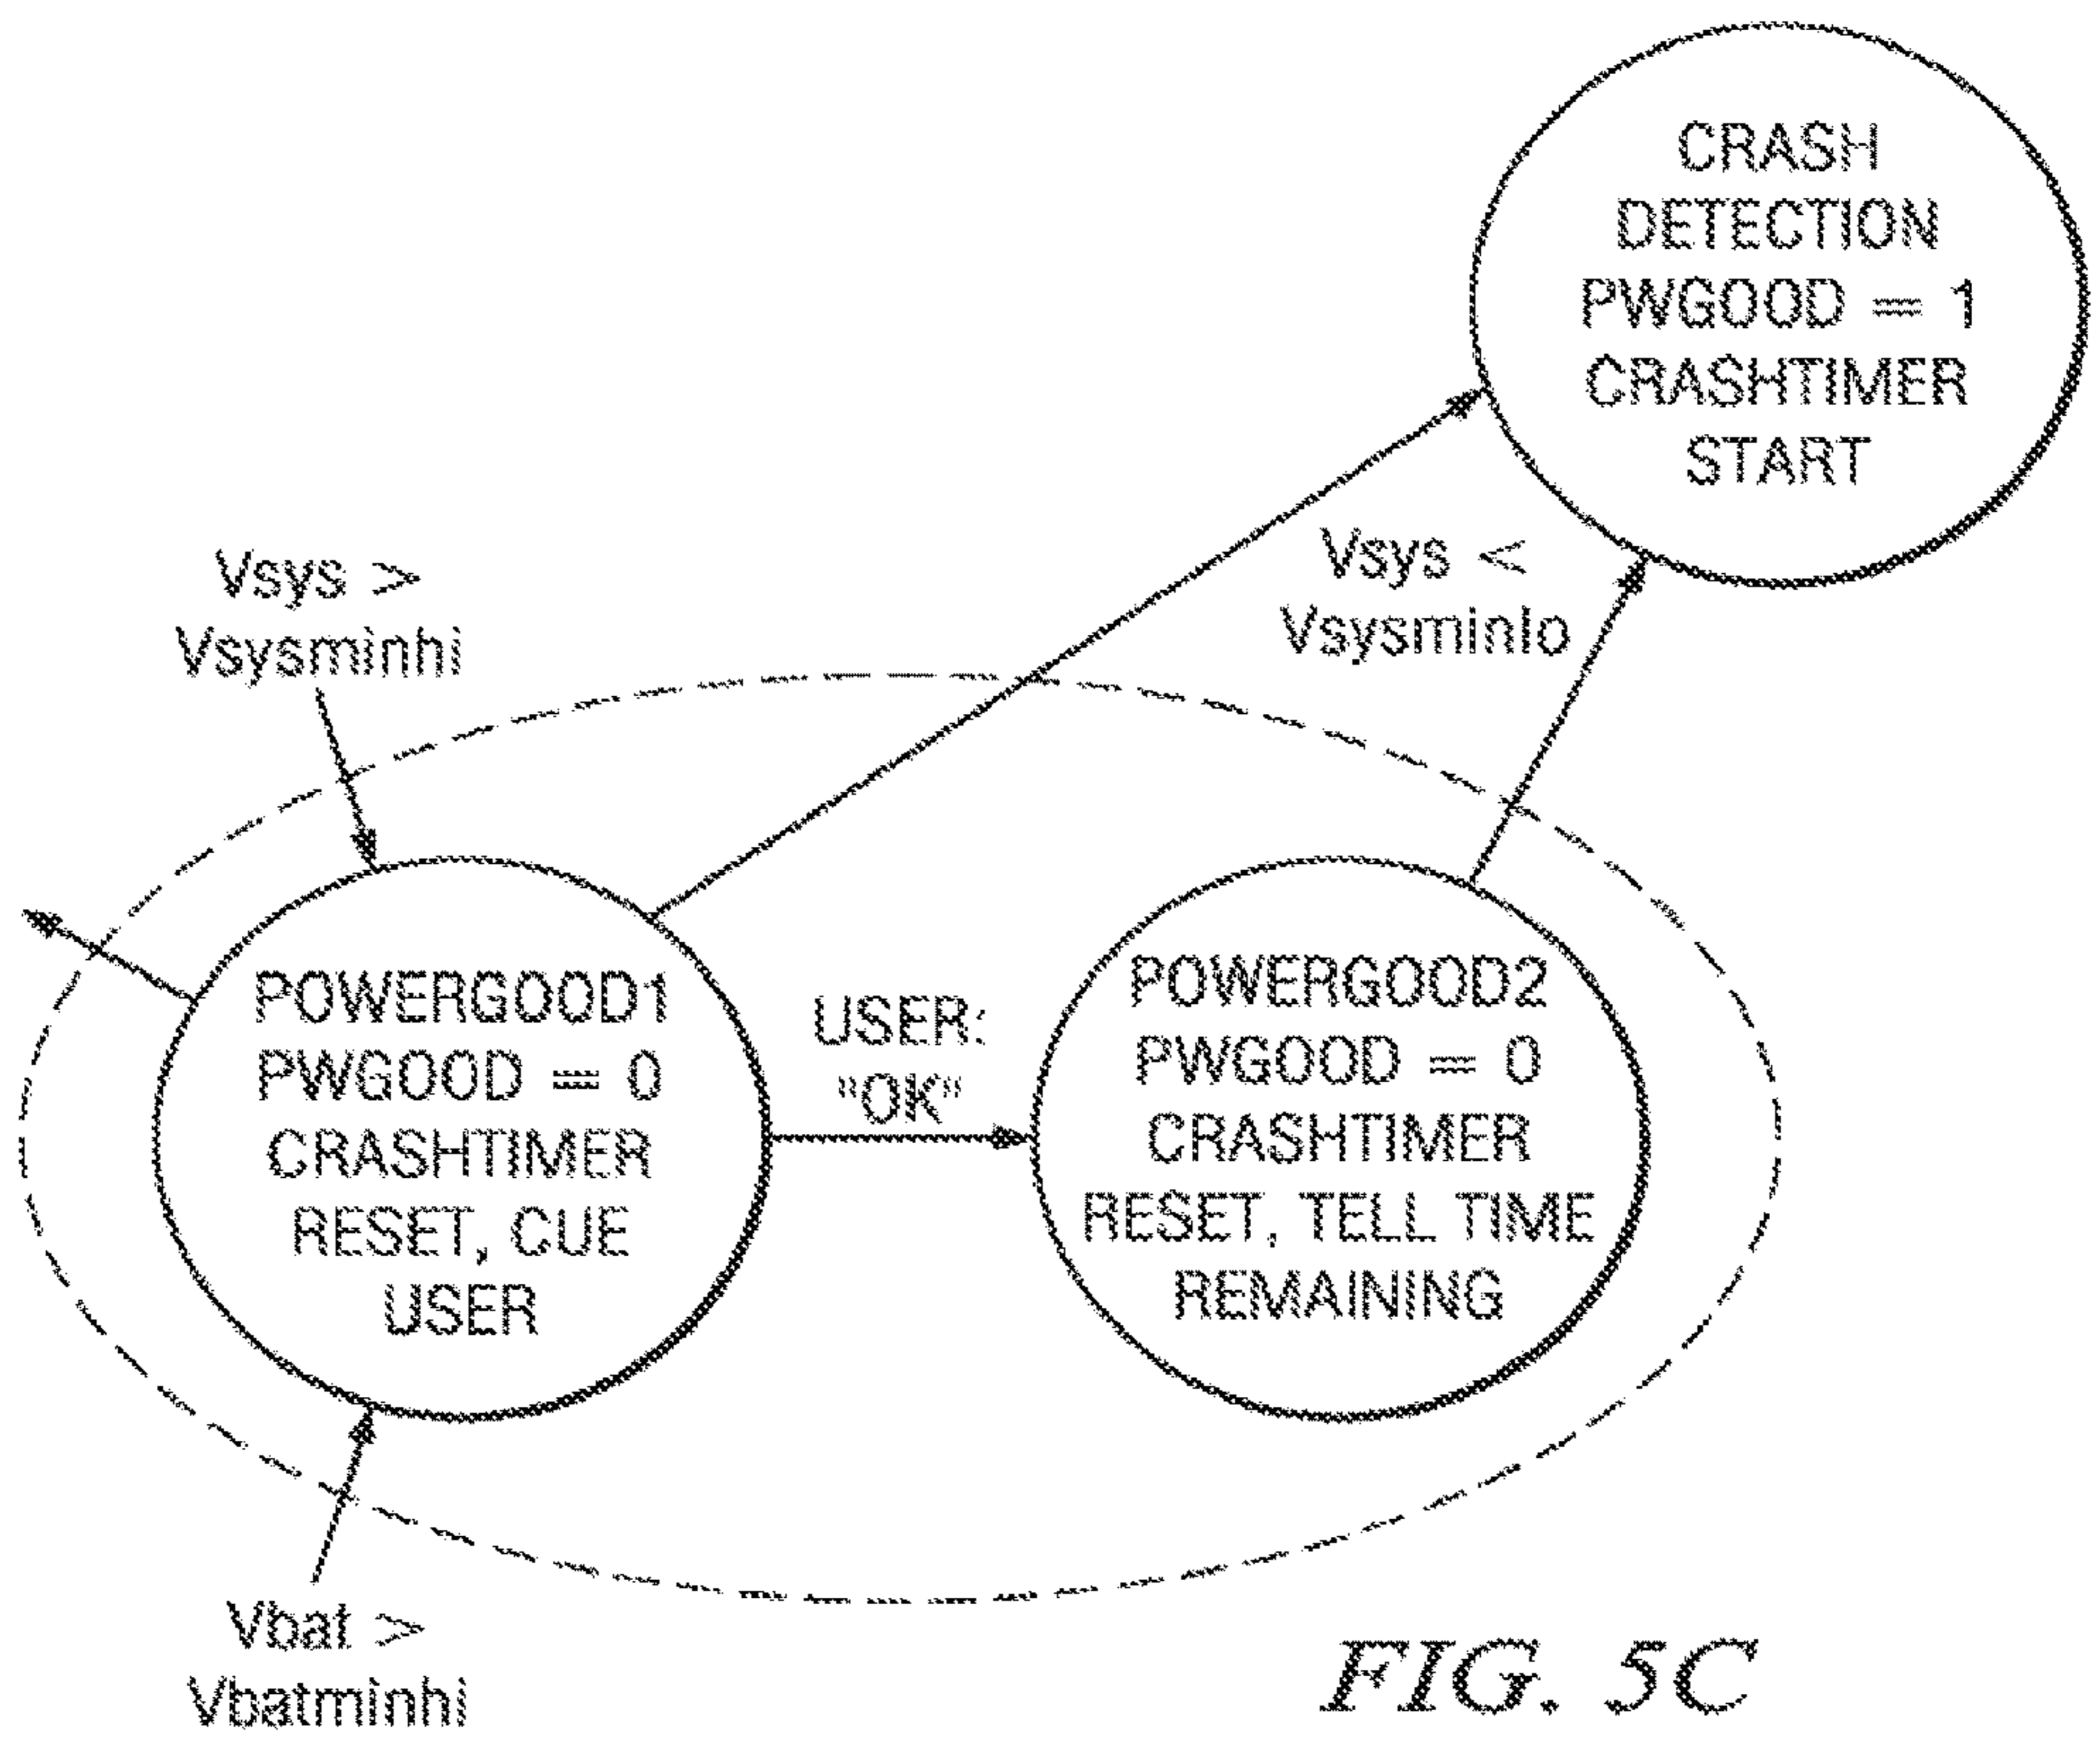 CRASH
DETECTION
PWGOOD = 1
CRASHTIMER
START
Vsys >
Vsysminhi
Vsys <
Vsysminlo
POWERGOOD1
PWGOOD = 0
CRASHTIMER
RESET, CUE
USER
USER:
"OK"
POWERGOOD2
PWGOOD = 0
CRASHTIMER
RESET, TELL TIME
REMAINING
Vbat >
Vbatminhi
FIG. 5C